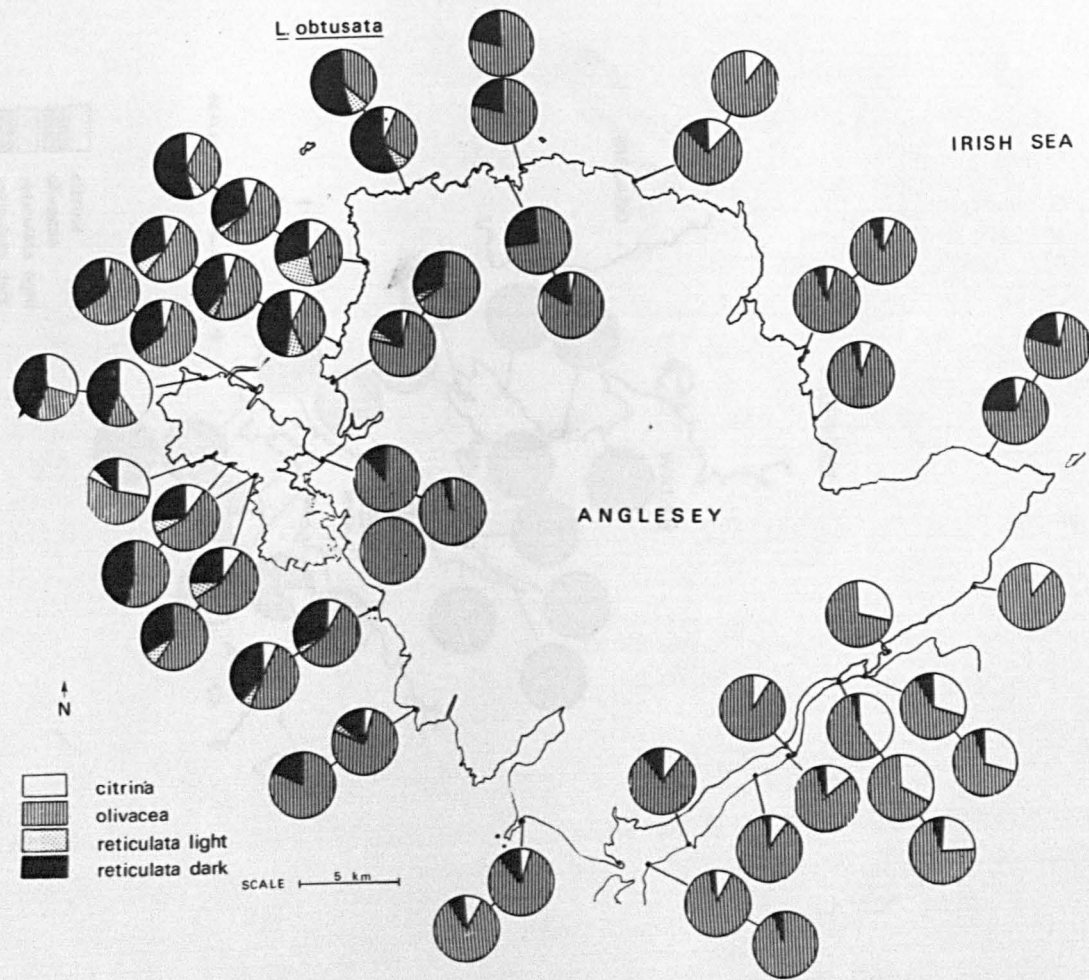 L. obtusata
IRISH SEA
ANGLESEY
N
citrina
olivacea
reticulata light
reticulata dark
SCALE 5 km